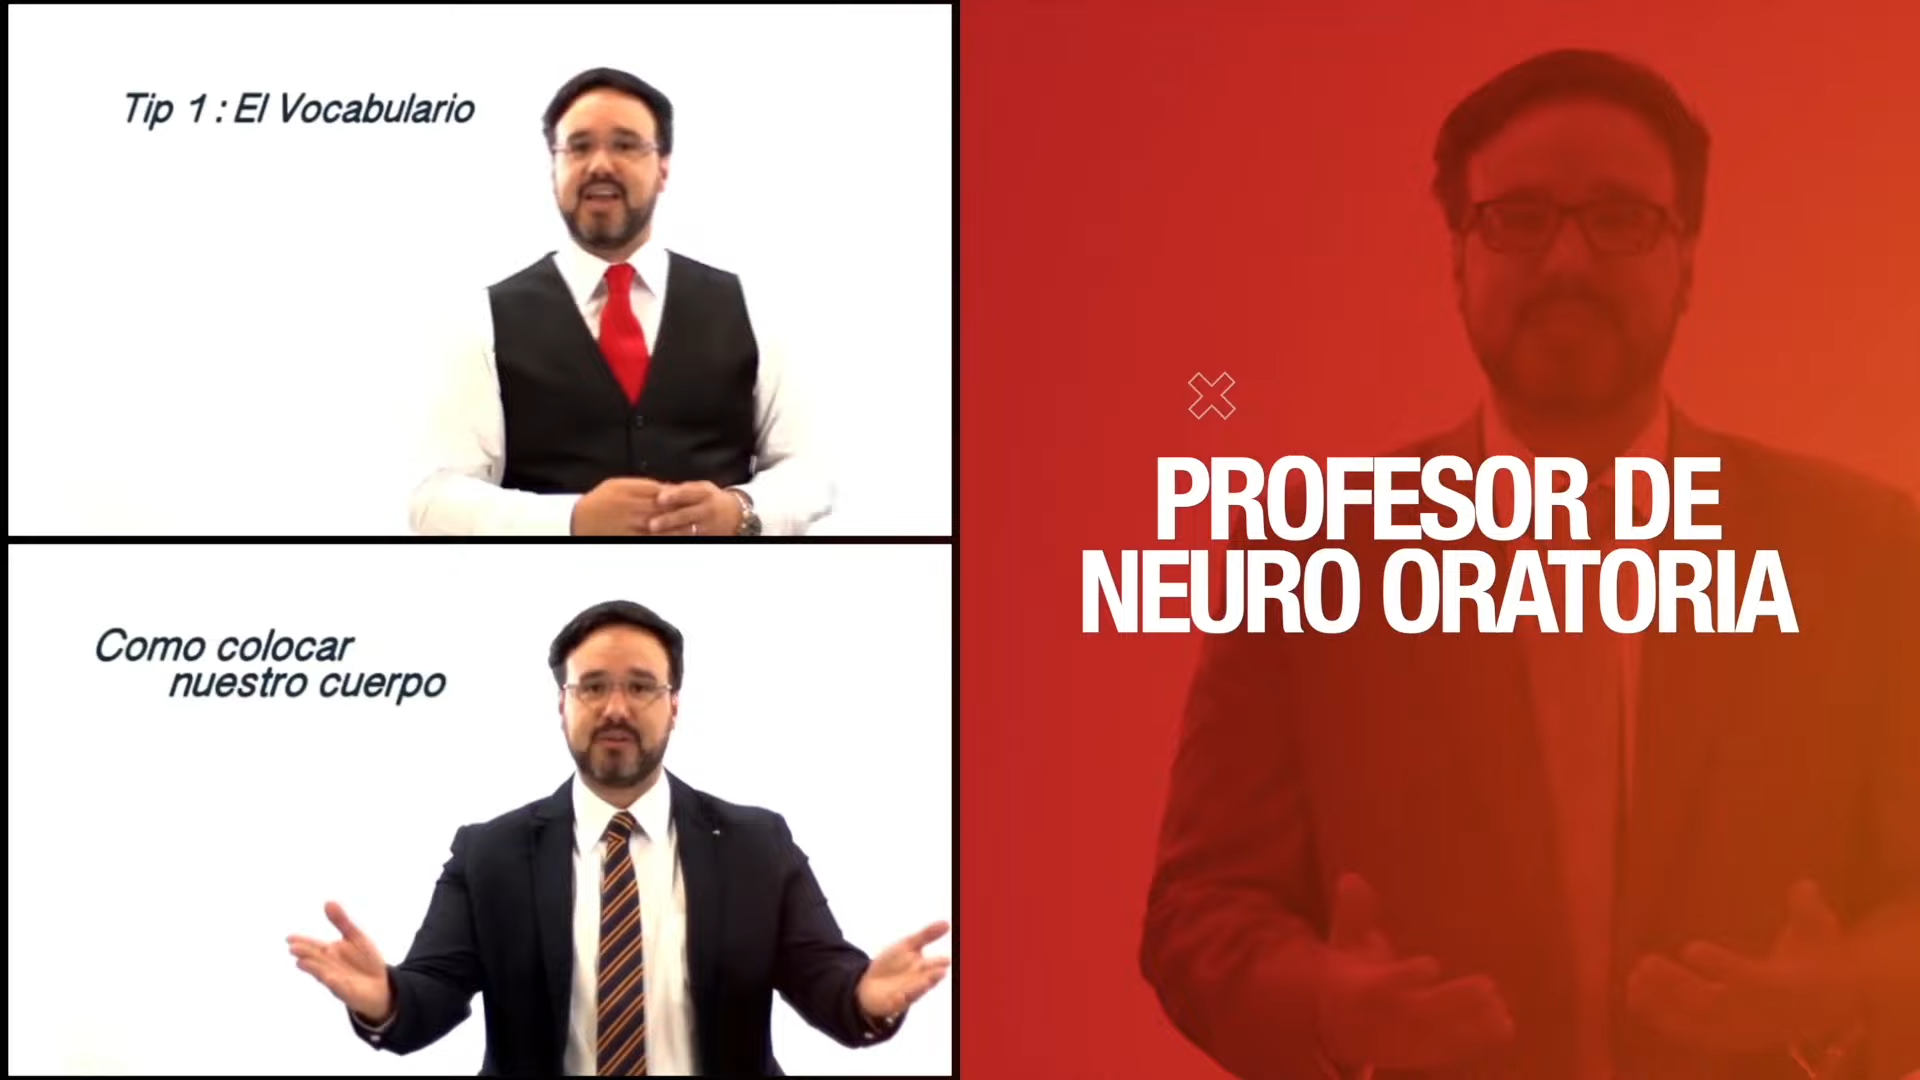 Tip 1 : El Vocabulario
Como colocar
nuestro cuerpo
PROFESOR DE
NEURO ORATORIA